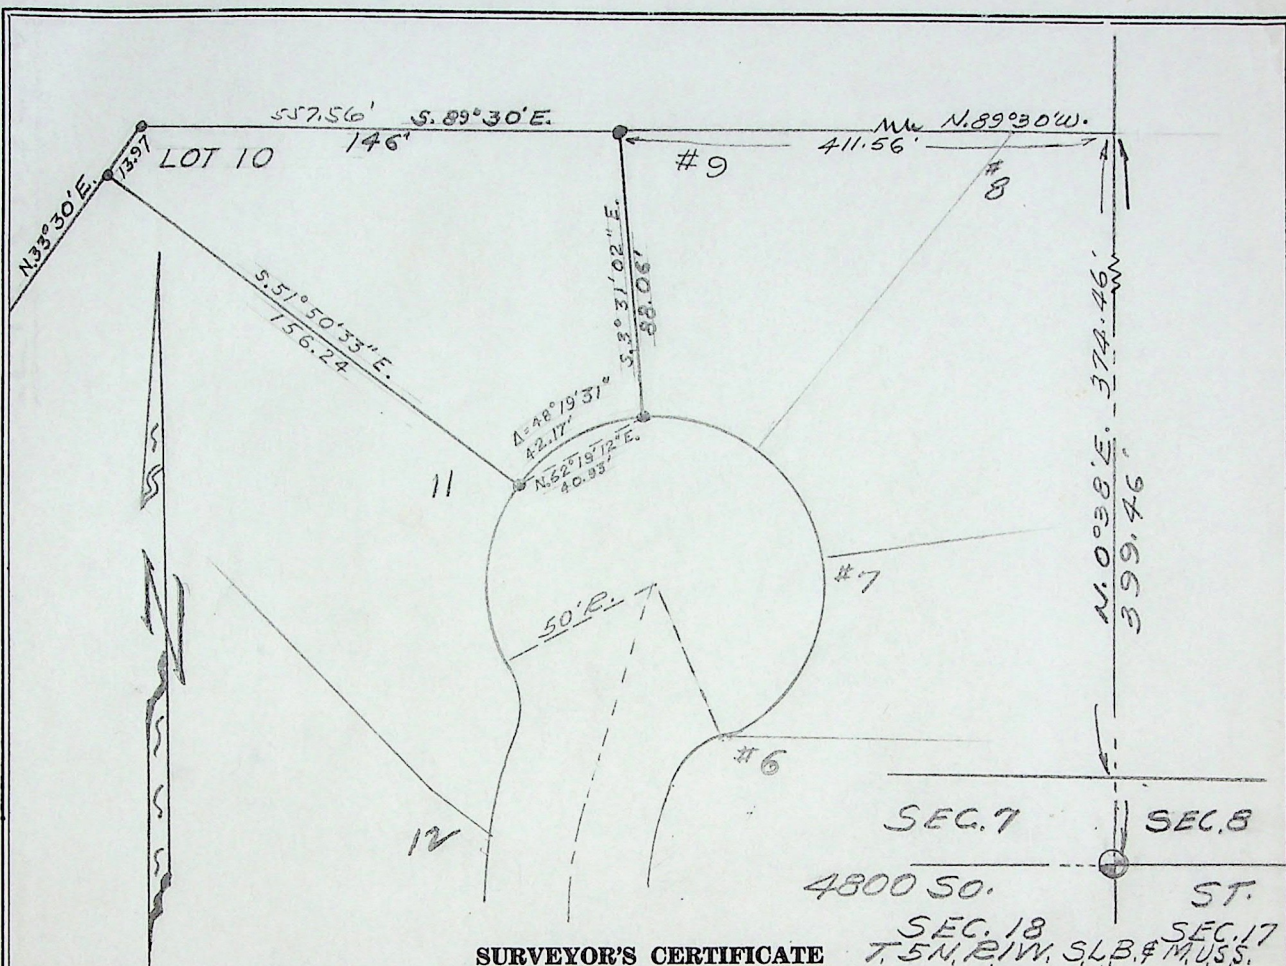 557.56' S. 89°30'E.
146'
N.89°30'W.
411.56'
#9
#8
LOT 10
13.97
N.33°30'E.
S.51°50'33"E.
156.24
S.3°31'02"E.
88.06'
Δ=48°19'31"
42.17'
N.62°19'12"E.
40.93'
11
50'R.
#7
#6
12
N.0°38'E. 374.46'
399.46'
SEC.7
SEC.8
4800 SO. ST.
SEC. 18
SEC.17
T. 5N, R1W, S.L.B.& M. U.S.S.
SURVEYOR'S CERTIFICATE